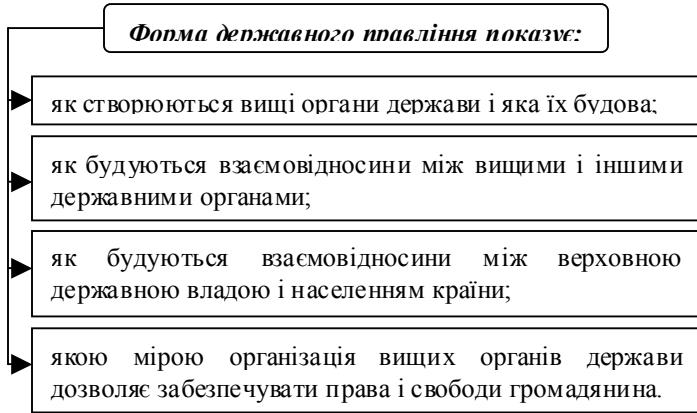 Форма державного правління показує:
як створюються вищі органи держави і яка їх будова;
як будуються взаємовідносини між вищими і іншими
державними органами;
як будуються взаємовідносини між верховною
державною владою і населенням країни;
якою мірою організація вищих органів держави
дозволяє забезпечувати права і свободи громадянина.